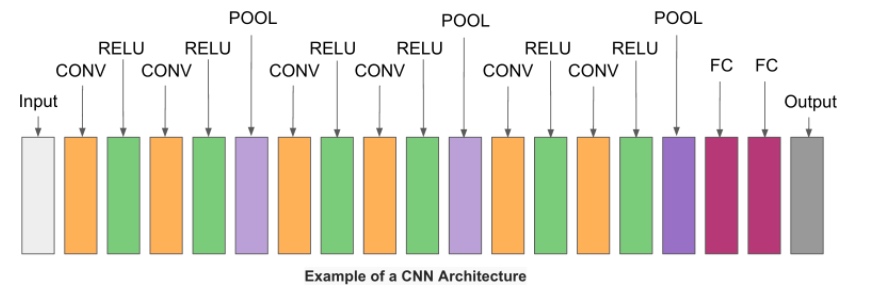 POOL POOL POOL
RELU RELU RELU RELU RELU RELU
CONV CONV CONV CONV CONV CONV FC FC
Input Output
Example of a CNN Architecture